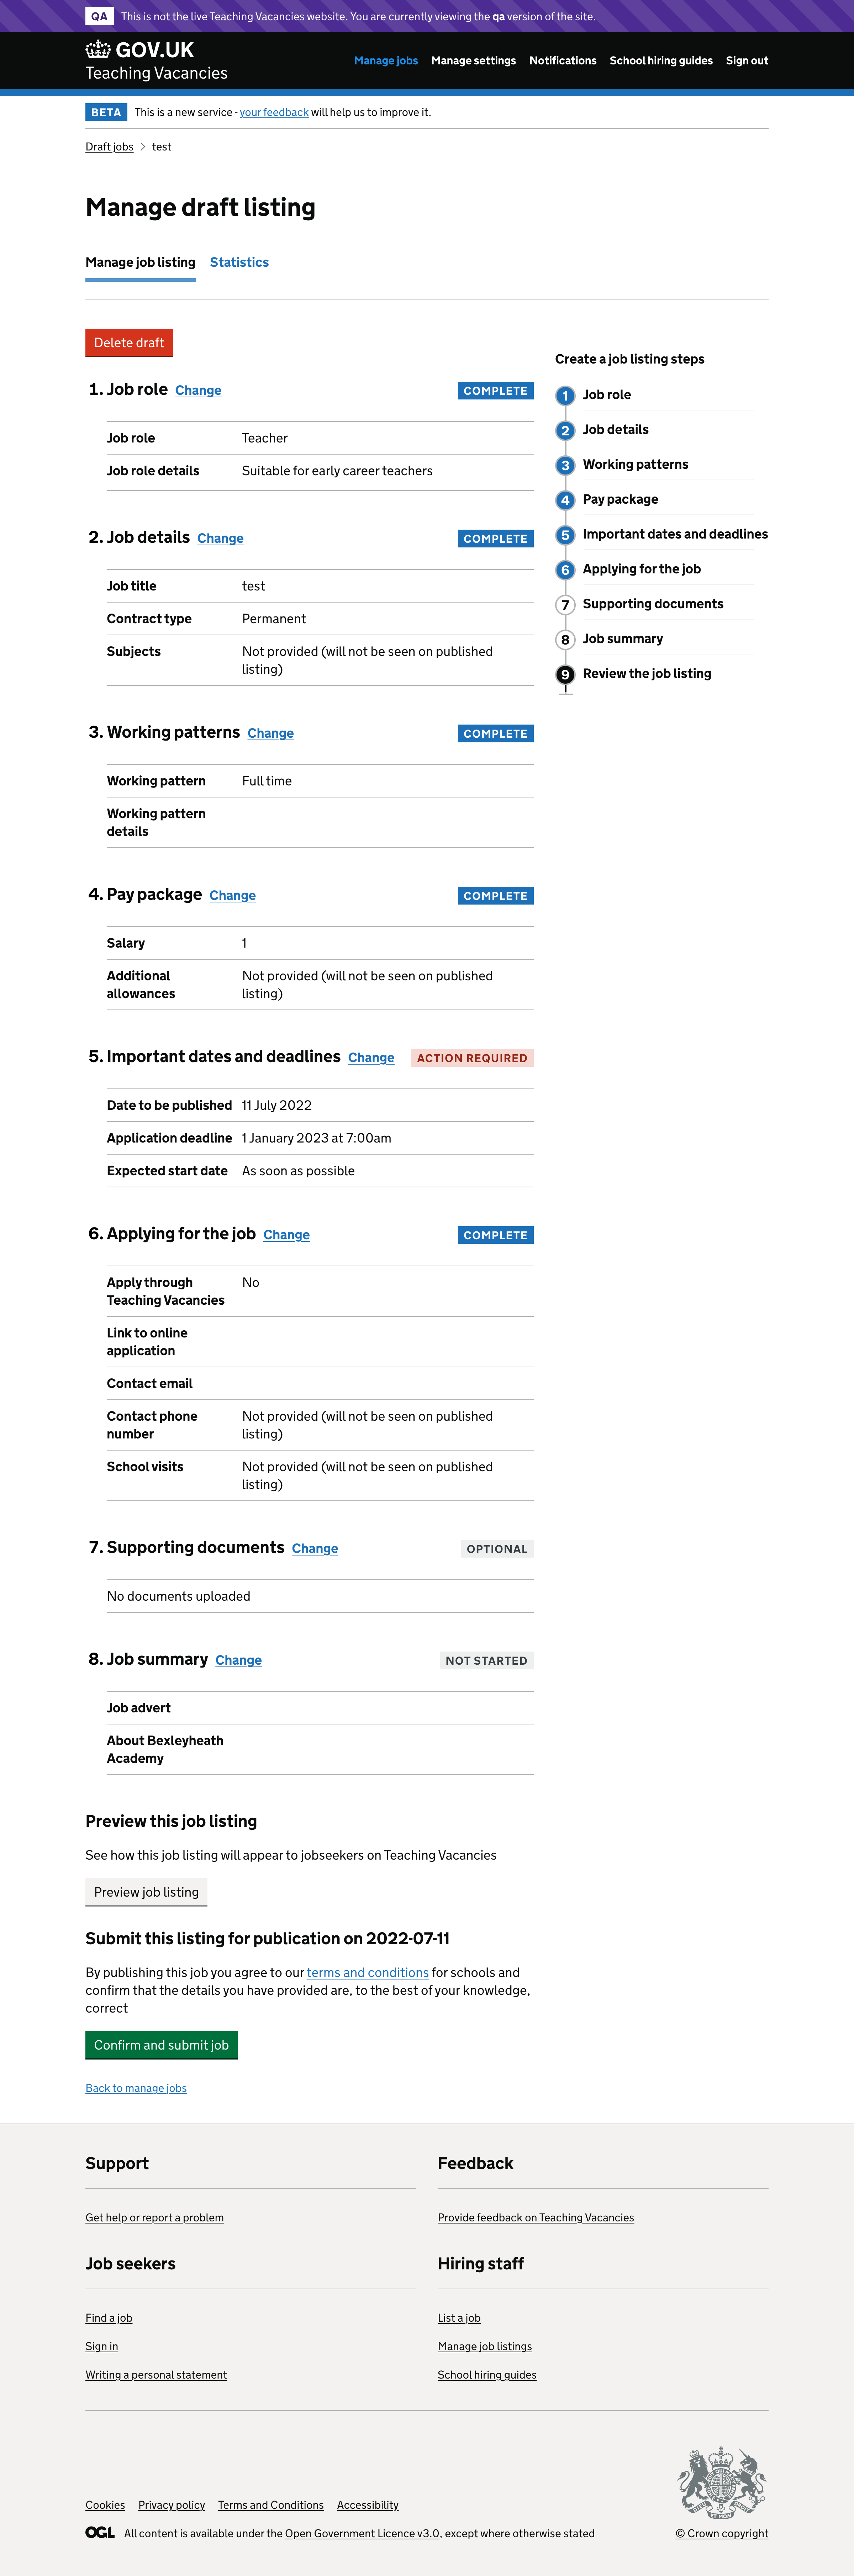 QA This is not the live Teaching Vacancies website. You are currently viewing the qa version of the site.
GOV.UK
Teaching Vacancies
Manage jobs Manage settings Notifications School hiring guides Sign out
BETA This is a new service - your feedback will help us to improve it.
Draft jobs > test
Manage draft listing
Manage job listing Statistics
Delete draft
1. Job role Change COMPLETE
Job role Teacher
Job role details Suitable for early career teachers
2. Job details Change COMPLETE
Job title test
Contract type Permanent
Subjects Not provided (will not be seen on published
listing)
3. Working patterns Change COMPLETE
Working pattern Full time
Working pattern
details
4. Pay package Change COMPLETE
Salary 1
Additional
allowances Not provided (will not be seen on published
listing)
5. Important dates and deadlines Change ACTION REQUIRED
Date to be published 11 July 2022
Application deadline 1 January 2023 at 7:00am
Expected start date As soon as possible
6. Applying for the job Change COMPLETE
Apply through
Teaching Vacancies No
Link to online
application
Contact email
Contact phone
number Not provided (will not be seen on published
listing)
School visits Not provided (will not be seen on published
listing)
7. Supporting documents Change OPTIONAL
No documents uploaded
8. Job summary Change NOT STARTED
Job advert
About Bexleyheath
Academy
Create a job listing steps
1 Job role
2 Job details
3 Working patterns
4 Pay package
5 Important dates and deadlines
6 Applying for the job
7 Supporting documents
8 Job summary
9 Review the job listing
Preview this job listing
See how this job listing will appear to jobseekers on Teaching Vacancies
Preview job listing
Submit this listing for publication on 2022-07-11
By publishing this job you agree to our terms and conditions for schools and
confirm that the details you have provided are, to the best of your knowledge,
correct
Confirm and submit job
Back to manage jobs
Support
Get help or report a problem
Feedback
Provide feedback on Teaching Vacancies
Job seekers
Find a job
Sign in
Writing a personal statement
Hiring staff
List a job
Manage job listings
School hiring guides
Cookies Privacy policy Terms and Conditions Accessibility
OGL All content is available under the Open Government Licence v3.0, except where otherwise stated
© Crown copyright